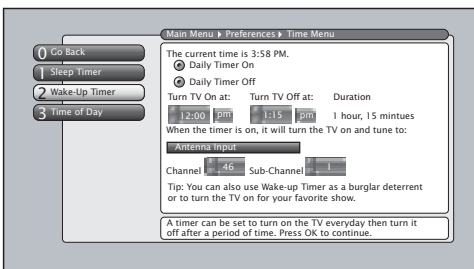 Main Menu Preferences Time Menu
0 Go Back
1 Sleep Timer
2 Wake-Up Timer
3 Time of Day
The current time is 3:58 PM.
Daily Timer On
Daily Timer Off
Turn TV On at: Turn TV Off at: Duration
12:00 pm 1:15 pm 1 hour, 15 mintues
When the timer is on, it will turn the TV on and tune to:
Antenna Input
Channel 46 Sub-Channel 1
Tip: You can also use Wake-up Timer as a burglar deterrent
or to turn the TV on for your favorite show.
A timer can be set to turn on the TV everyday then turn it
off after a period of time. Press OK to continue.